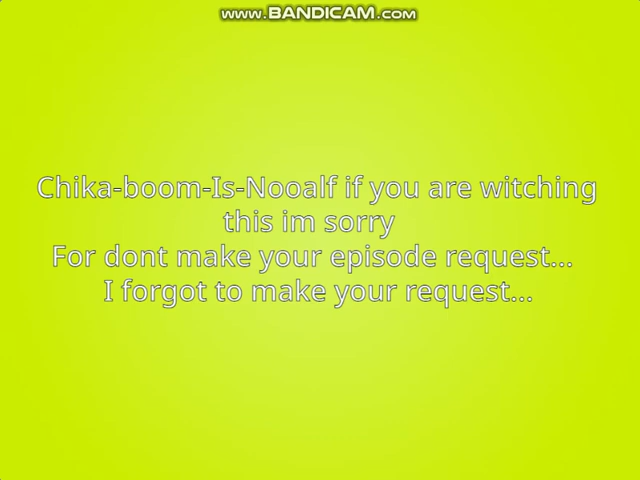 www.BANDICAM.com
Chika-boom-Is-Nooalf if you are witching
this im sorry
For dont make your episode request...
I forgot to make your request...